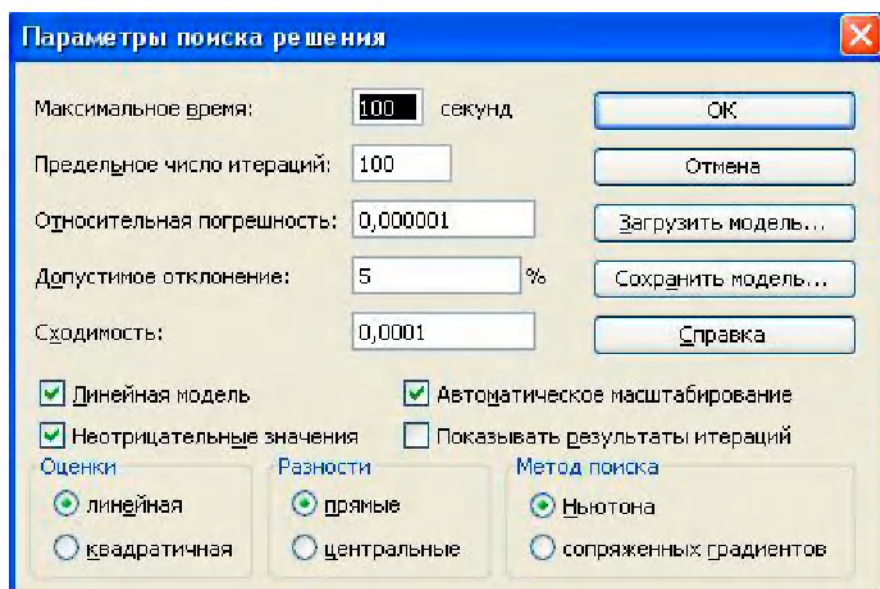 Параметры поиска решения
Максимальное время: 100 секунд OK
Предельное число итераций: 100 Отмена
Относительная погрешность: 0,000001 Загрузить модель...
Допустимое отклонение: 5 % Сохранить модель...
Сходимость: 0,0001 Справка
Линейная модель Автоматическое масштабирование
Неотрицательные значения Показывать результаты итераций
Оценки Разности Метод поиска
линейная прямые Ньютона
квадратичная центральные сопряженных градиентов